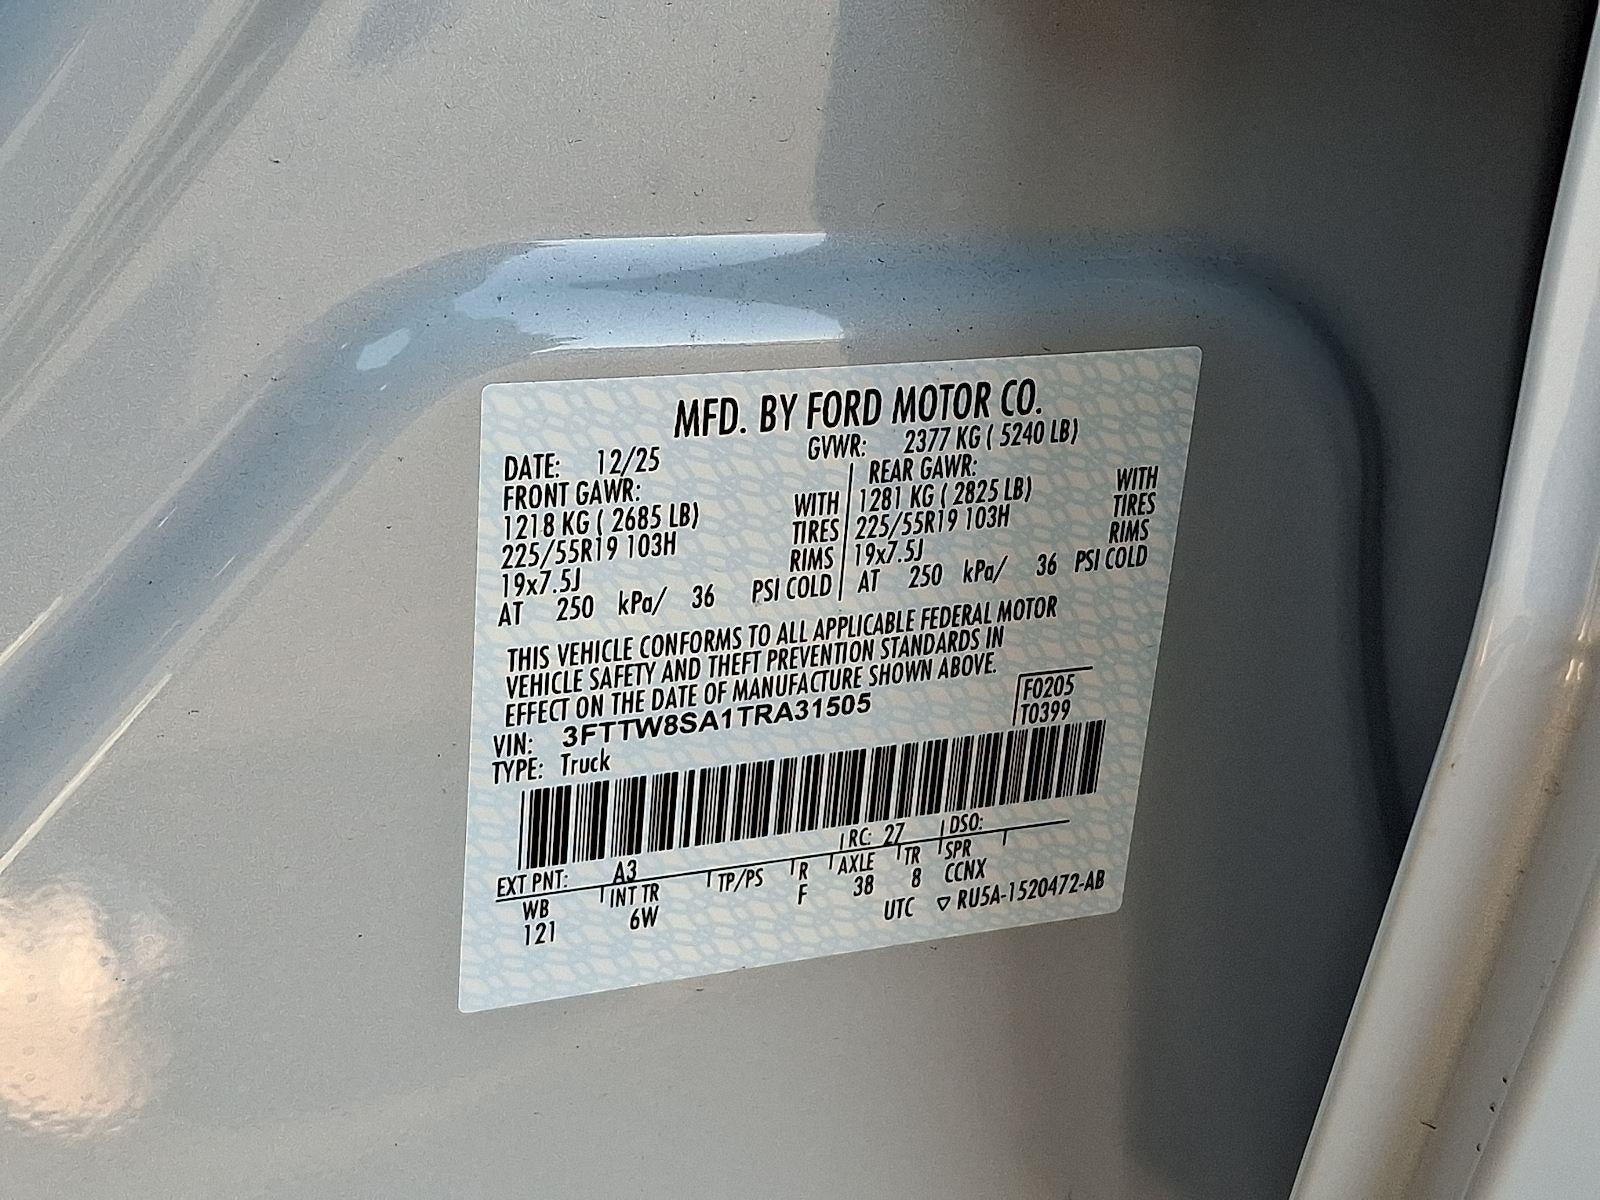 MFD. BY FORD MOTOR CO.
DATE: 12/25 GVWR: 2377 KG ( 5240 LB)
FRONT GAWR: REAR GAWR:
1218 KG ( 2685 LB) WITH 1281 KG ( 2825 LB) WITH
225/55R19 103H TIRES 225/55R19 103H TIRES
19x7.5J RIMS 19x7.5J RIMS
AT 250 kPa/ 36 PSI COLD AT 250 kPa/ 36 PSI COLD
THIS VEHICLE CONFORMS TO ALL APPLICABLE FEDERAL MOTOR
VEHICLE SAFETY AND THEFT PREVENTION STANDARDS IN
EFFECT ON THE DATE OF MANUFACTURE SHOWN ABOVE.
VIN: 3FTTW8SA1TRA31505 F0205
TYPE: Truck T0399
EXT PNT: A3 RC: 27 DSO:
WB INT TR TP/PS R AXLE TR SPR
121 6W F 38 8 CCNX
UTC ▽ RU5A-1520472-AB